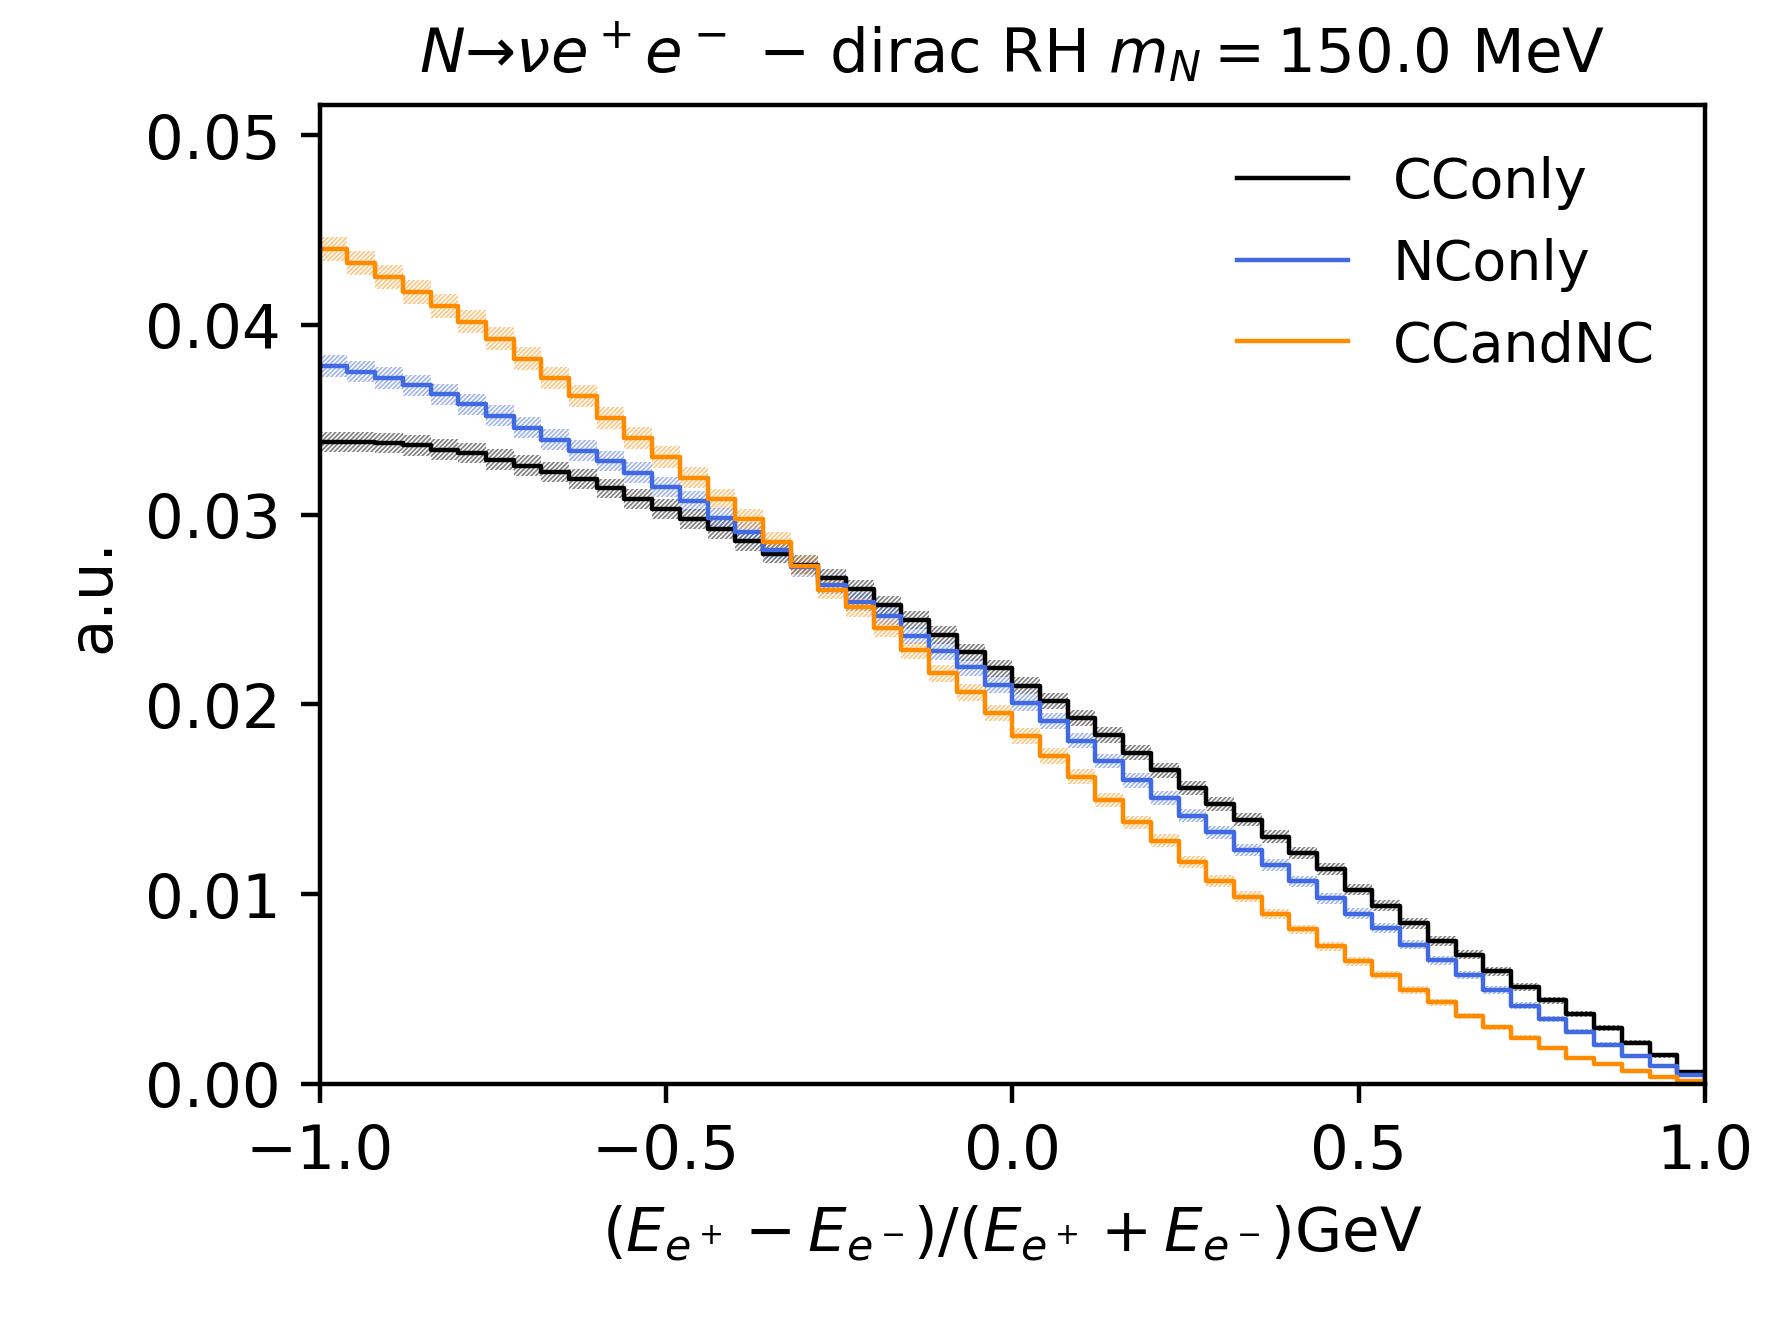 N→νe⁺e⁻ − dirac RH m_N = 150.0 MeV
0.05
0.04
0.03
0.02
0.01
0.00
a.u.
CConly
NConly
CCandNC
−1.0 −0.5 0.0 0.5 1.0
(E_{e⁺} − E_{e⁻})/(E_{e⁺} + E_{e⁻})GeV